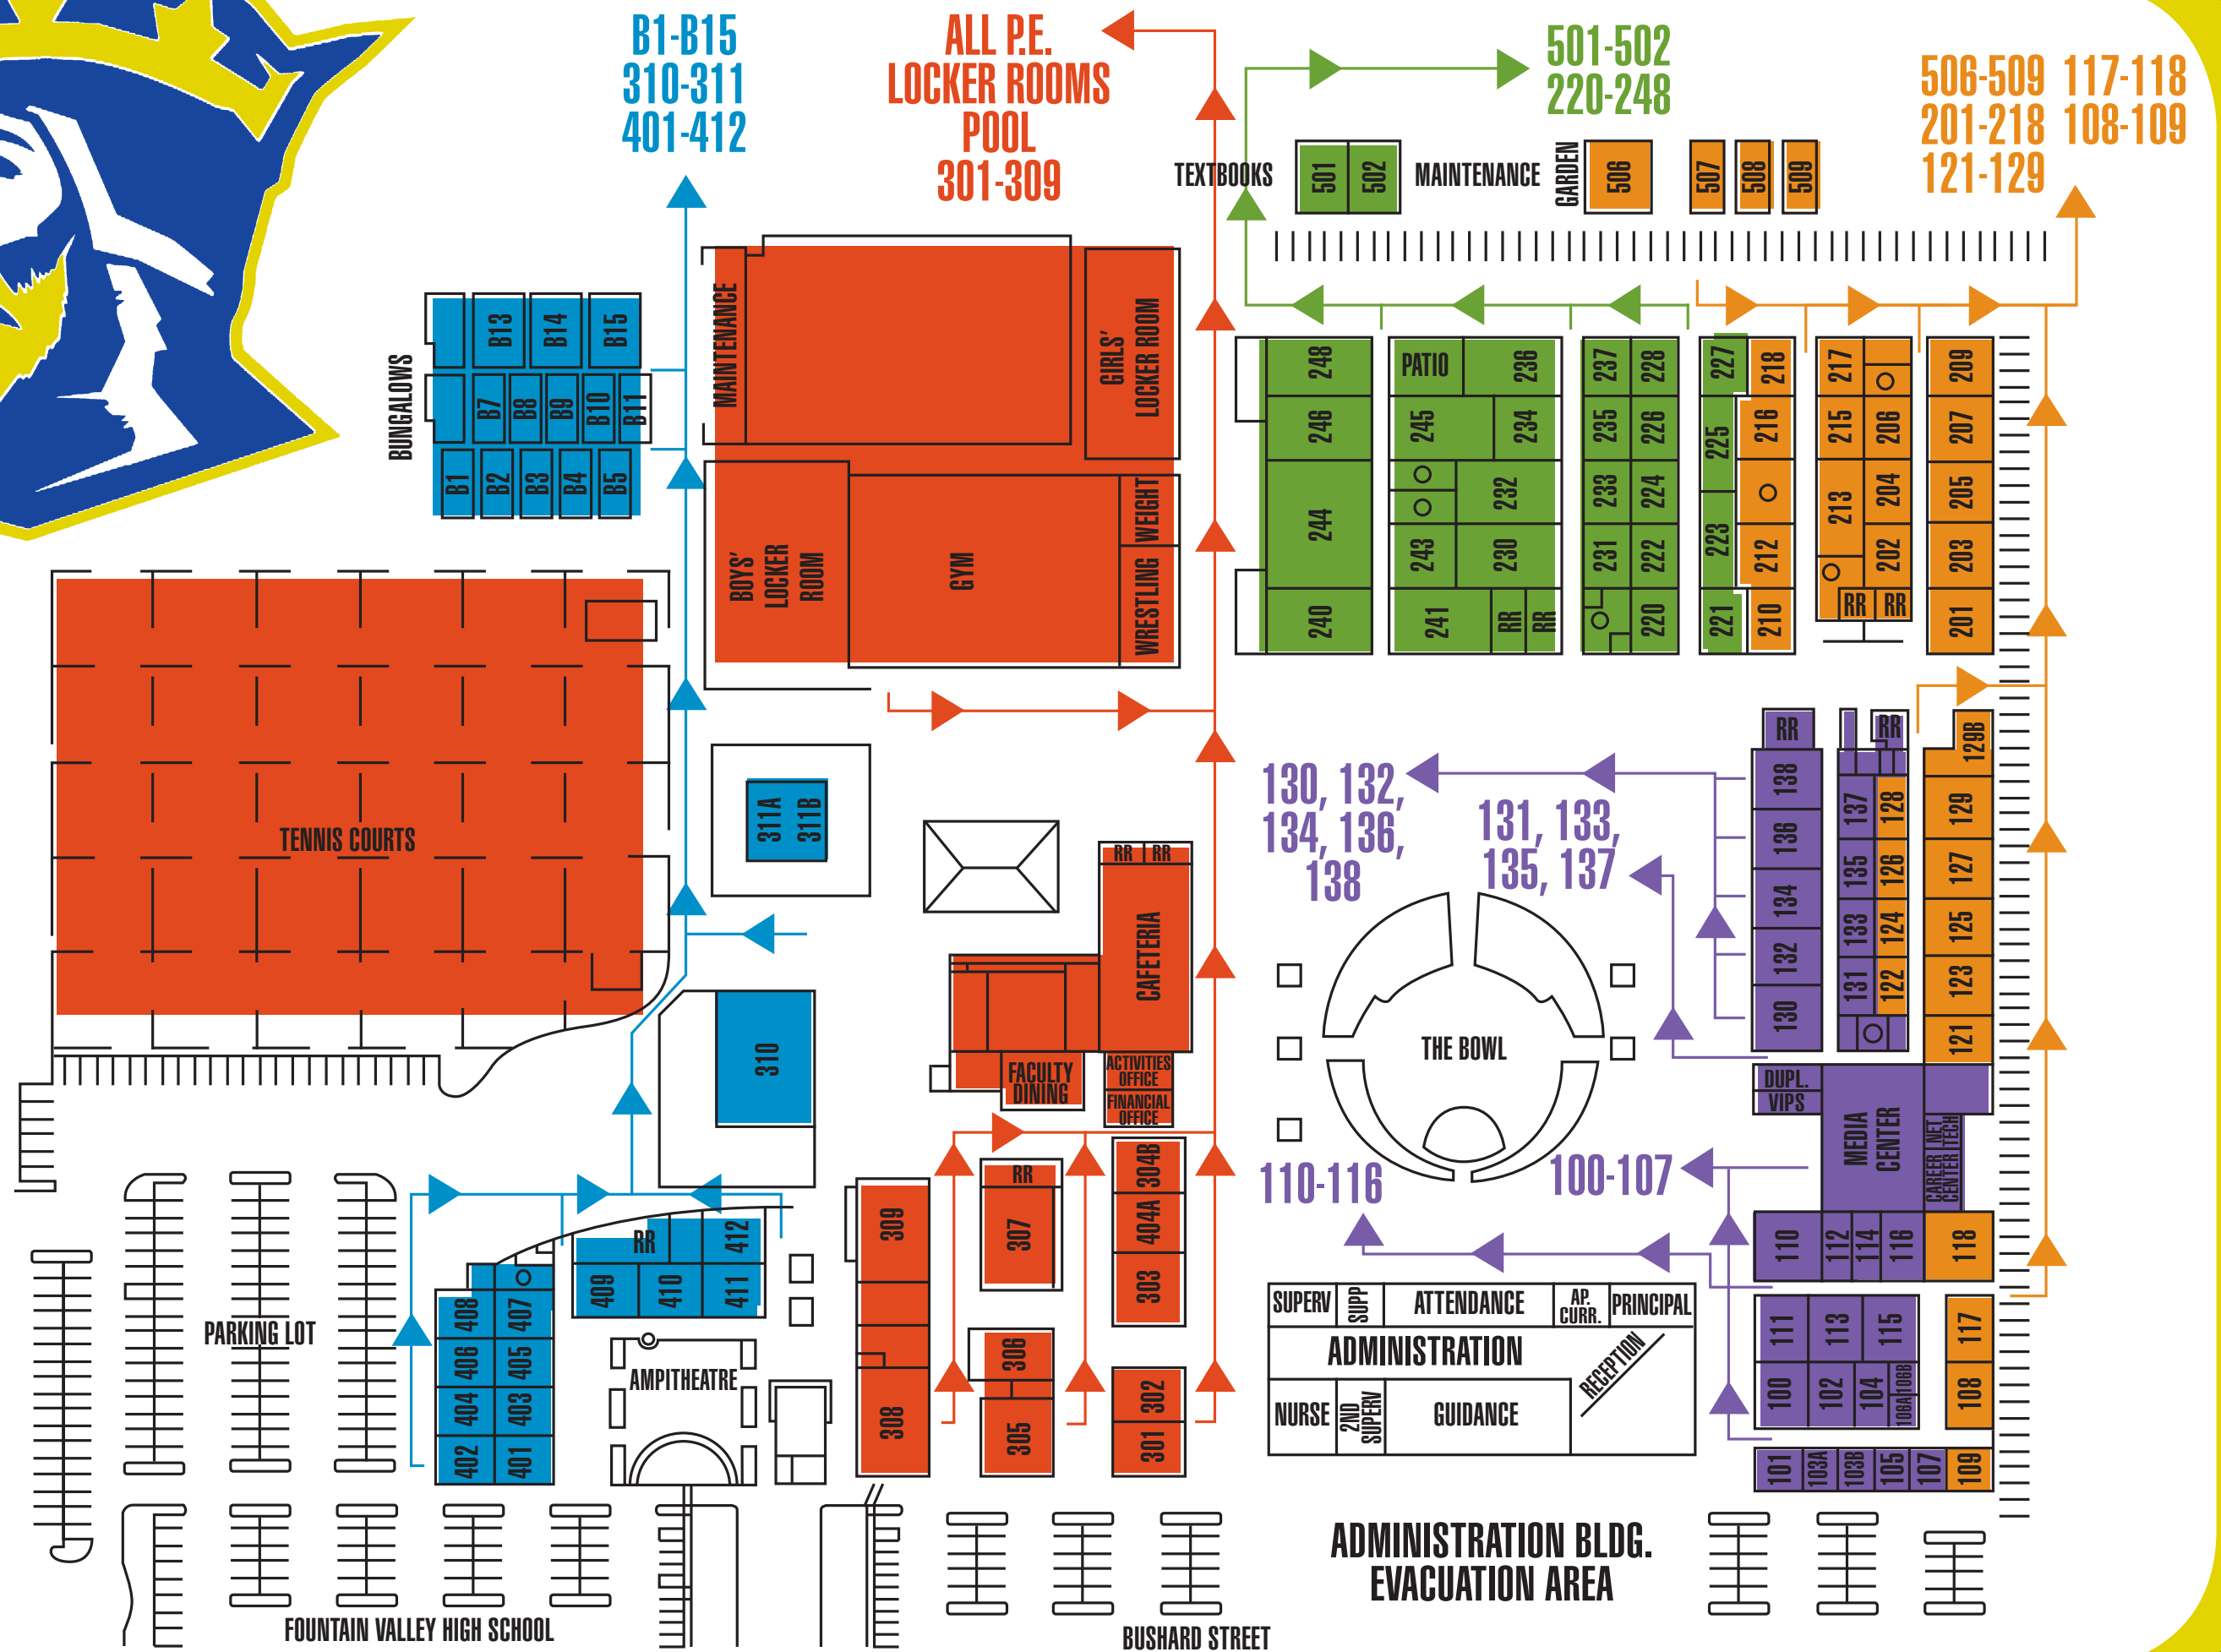 B1-B15
310-311
401-412
ALL P.E.
LOCKER ROOMS
POOL
301-309
501-502
220-248
506-509 117-118
201-218 108-109
121-129
TEXTBOOKS
501
502
MAINTENANCE
GARDEN
506
507
508
509
BUNGALOWS
B13
B14
B15
B7
B8
B9
B10
B11
B1
B2
B3
B4
B5
MAINTENANCE
GIRLS'
LOCKER ROOM
BOYS'
LOCKER
ROOM
GYM
WEIGHT
WRESTLING
248
246
244
240
PATIO
236
245
234
232
243
230
241
RR
RR
237
228
235
226
233
224
231
222
220
227
218
225
216
223
212
221
210
217
215
206
213
204
202
RR
RR
209
207
205
203
201
TENNIS COURTS
311A
311B
310
RR
RR
CAFETERIA
FACULTY
DINING
ACTIVITIES
OFFICE
FINANCIAL
OFFICE
130, 132,
134, 136,
138
131, 133,
135, 137
THE BOWL
110-116
100-107
RR
138
136
134
132
130
RR
137
128
135
126
133
124
131
122
129B
129
127
125
123
121
DUPL.
VIPS
MEDIA
CENTER
CAREER
CENTER
NET
TECH
110
112
114
116
118
111
113
115
117
100
102
104
106A
106B
108
101
103A
103B
105
107
109
RR
412
409
410
411
408
407
406
405
404
403
402
401
PARKING LOT
AMPITHEATRE
309
308
RR
307
306
305
304B
404A
303
302
301
SUPERV
SUPP
ATTENDANCE
AP.
CURR.
PRINCIPAL
ADMINISTRATION
RECEPTION
NURSE
2ND
SUPERV
GUIDANCE
ADMINISTRATION BLDG.
EVACUATION AREA
FOUNTAIN VALLEY HIGH SCHOOL
BUSHARD STREET